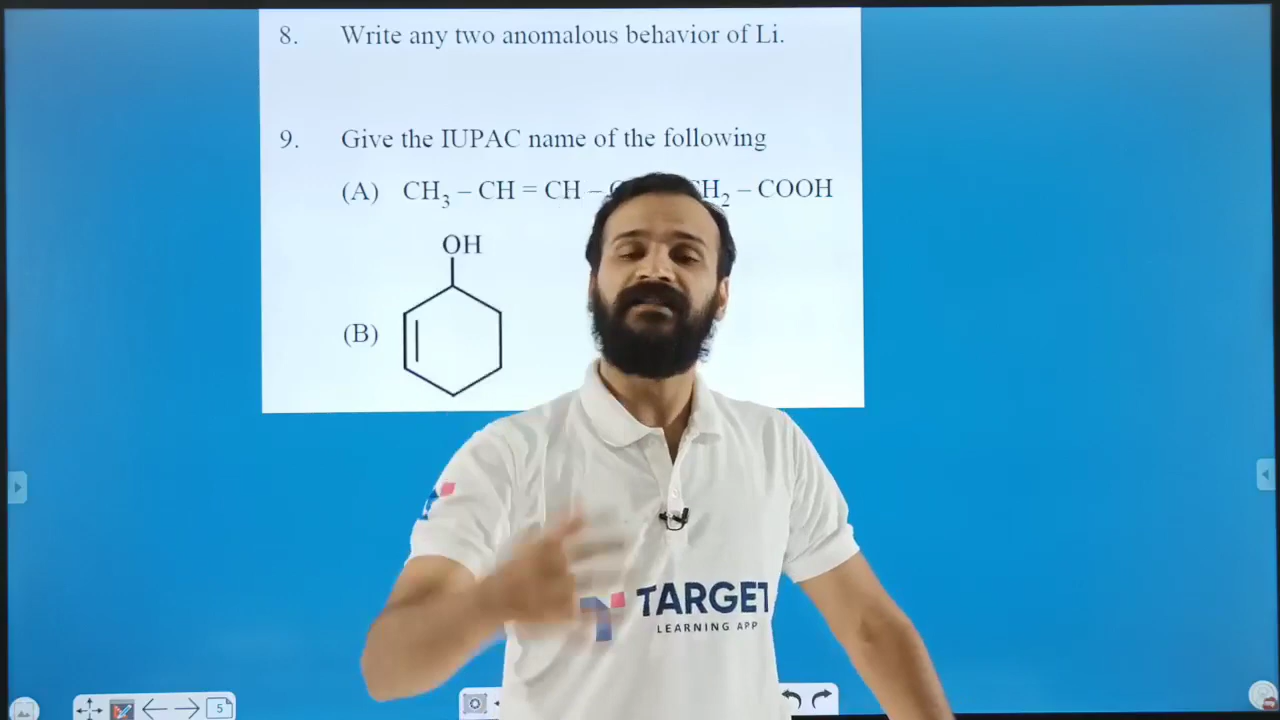 8. Write any two anomalous behavior of Li.
9. Give the IUPAC name of the following
(A) CH₃ – CH = CH – CH₂ – COOH
OH
(B)
TARGET
LEARNING APP
5